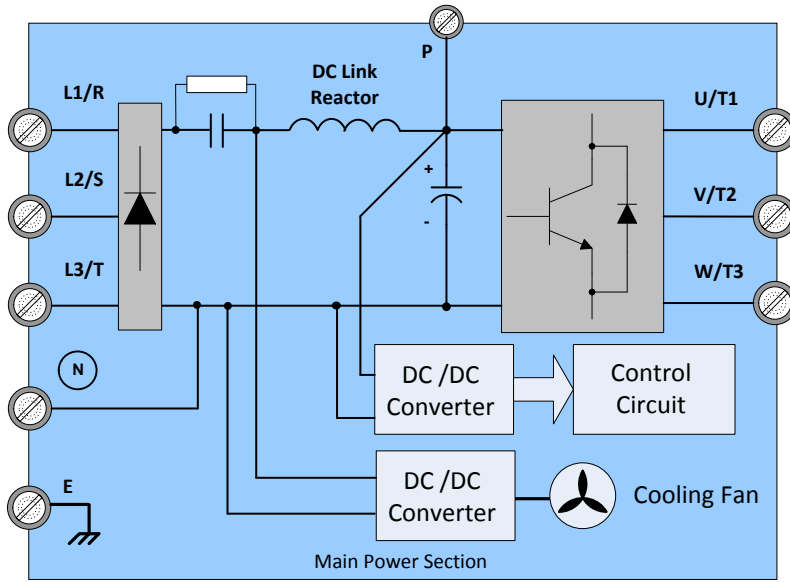 P
DC Link
Reactor
L1/R
U/T1
+
L2/S
V/T2
-
L3/T
W/T3
N
DC /DC
Converter
Control
Circuit
E
DC /DC
Converter
Cooling Fan
Main Power Section